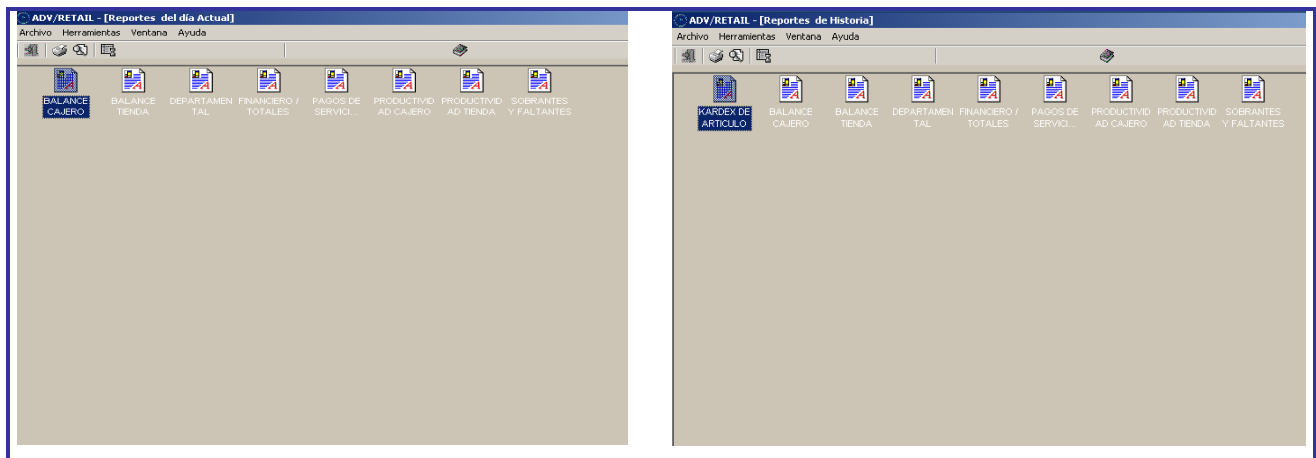 ADV/RETAIL - [Reportes del día Actual]
Archivo Herramientas Ventana Ayuda
BALANCE CAJERO
BALANCE TIENDA
DEPARTAMEN TAL
FINANCIERO / TOTALES
PAGOS DE SERVICI...
PRODUCTIVID AD CAJERO
PRODUCTIVID AD TIENDA
SOBRANTES Y FALTANTES
ADV/RETAIL - [Reportes de Historia]
Archivo Herramientas Ventana Ayuda
KARDEX DE ARTICULO
BALANCE CAJERO
BALANCE TIENDA
DEPARTAMEN TAL
FINANCIERO / TOTALES
PAGOS DE SERVICI...
PRODUCTIVID AD CAJERO
PRODUCTIVID AD TIENDA
SOBRANTES Y FALTANTES